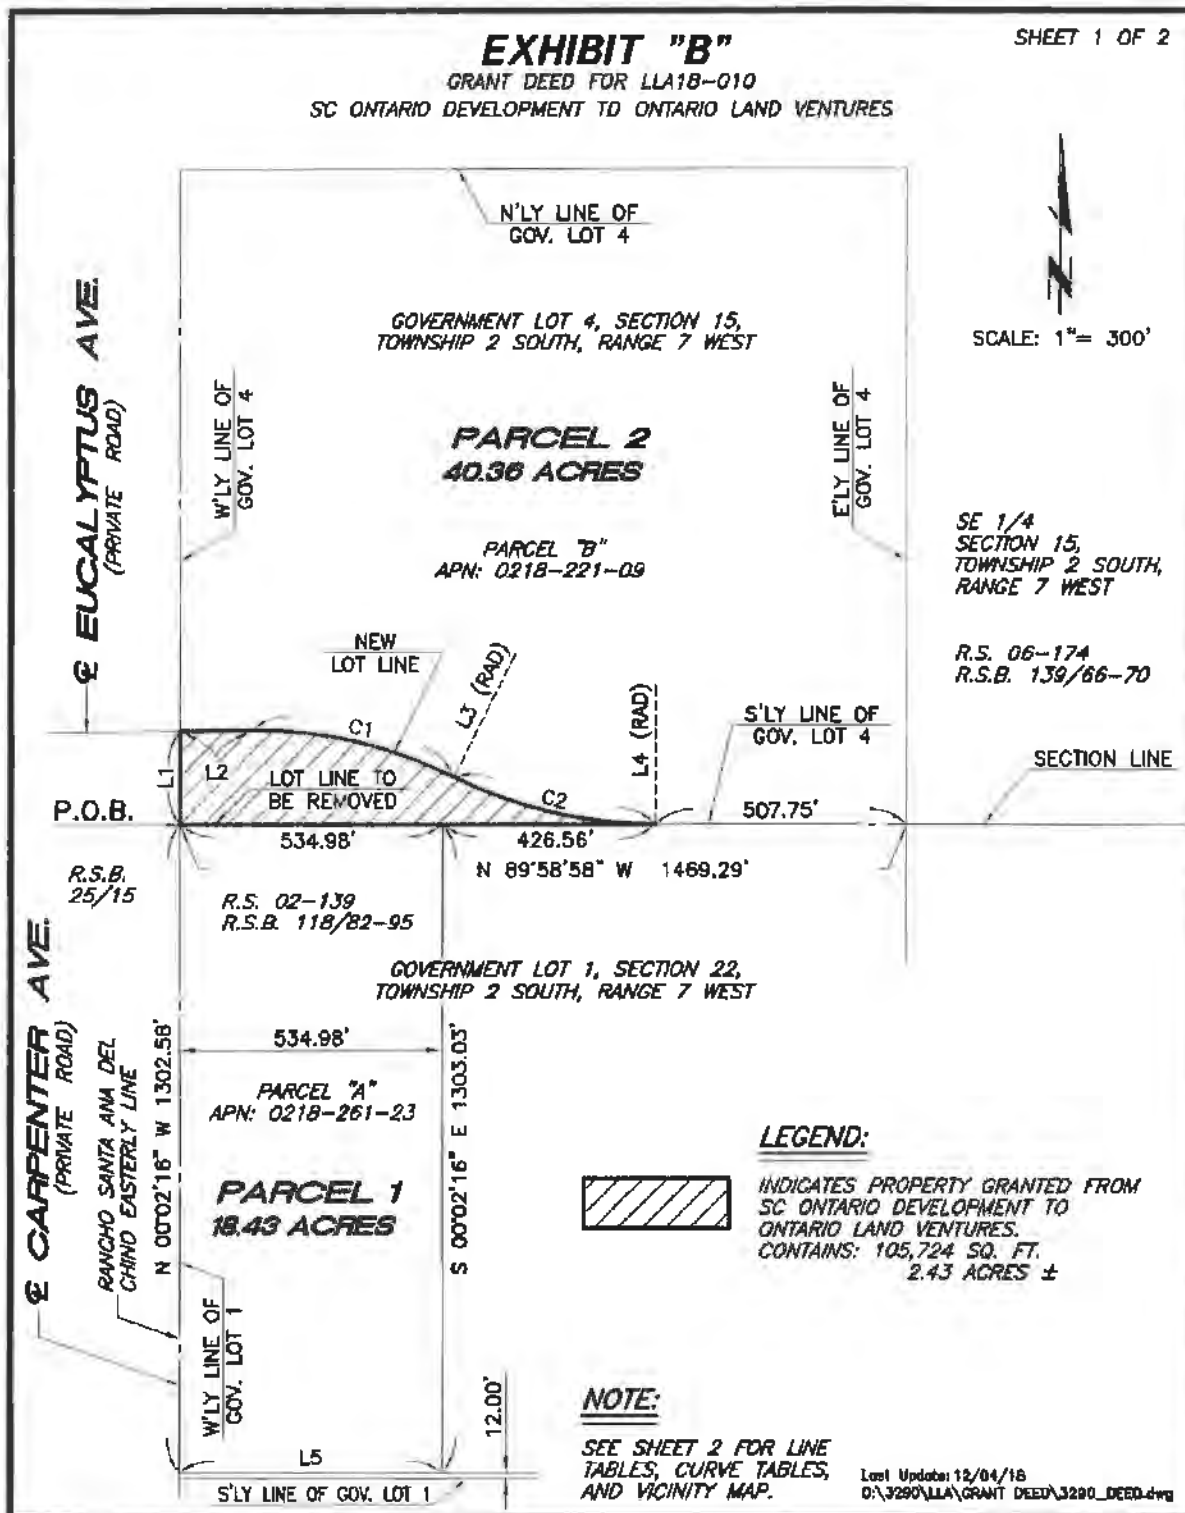 EXHIBIT "B"
SHEET 1 OF 2
GRANT DEED FOR LLA18-010
SC ONTARIO DEVELOPMENT TO ONTARIO LAND VENTURES
N'LY LINE OF
GOV. LOT 4
GOVERNMENT LOT 4, SECTION 15,
TOWNSHIP 2 SOUTH, RANGE 7 WEST
N
SCALE: 1"= 300'
℄ EUCALYPTUS AVE.
(PRIVATE ROAD)
W'LY LINE OF
GOV. LOT 4
PARCEL 2
40.36 ACRES
E'LY LINE OF
GOV. LOT 4
PARCEL "B"
APN: 0218-221-09
SE 1/4
SECTION 15,
TOWNSHIP 2 SOUTH,
RANGE 7 WEST
R.S. 06-174
R.S.B. 139/66-70
NEW
LOT LINE
L3 (RAD)
L4 (RAD)
S'LY LINE OF
GOV. LOT 4
SECTION LINE
C1
L1
L2
LOT LINE TO
BE REMOVED
C2
P.O.B.
534.98'
426.56'
507.75'
N 89°58'58" W 1469.29'
R.S.B.
25/15
R.S. 02-139
R.S.B. 118/82-95
GOVERNMENT LOT 1, SECTION 22,
TOWNSHIP 2 SOUTH, RANGE 7 WEST
℄ CARPENTER AVE.
(PRIVATE ROAD)
RANCHO SANTA ANA DEL
CHINO EASTERLY LINE
N 00°02'16" W 1302.58'
534.98'
S 00°02'16" E 1303.03'
PARCEL "A"
APN: 0218-261-23
PARCEL 1
18.43 ACRES
W'LY LINE OF
GOV. LOT 1
LEGEND:
INDICATES PROPERTY GRANTED FROM
SC ONTARIO DEVELOPMENT TO
ONTARIO LAND VENTURES.
CONTAINS: 105,724 SQ. FT.
2.43 ACRES ±
12.00'
L5
S'LY LINE OF GOV. LOT 1
NOTE:
SEE SHEET 2 FOR LINE
TABLES, CURVE TABLES,
AND VICINITY MAP.
Last Update: 12/04/18
D:\3290\LLA\GRANT DEED\3290_DEED.dwg